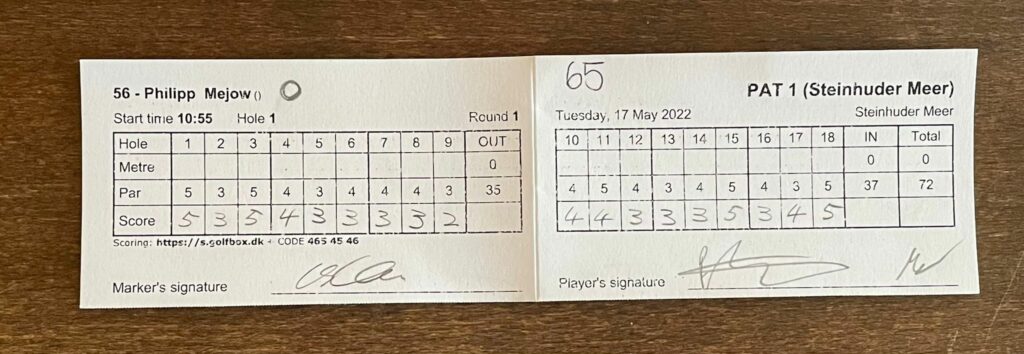 56 - Philipp Mejow ()
Start time 10:55 Hole 1 Round 1
Hole 1 2 3 4 5 6 7 8 9 OUT
Metre 0
Par 5 3 5 4 3 4 4 4 3 35
Score 5 3 5 4 3 3 3 3 2
Scoring: https://s.golfbox.dk + CODE 465 45 46
Marker's signature
65
PAT 1 (Steinhuder Meer)
Tuesday, 17 May 2022 Steinhuder Meer
10 11 12 13 14 15 16 17 18 IN Total
0 0
4 5 4 3 4 5 4 3 5 37 72
4 4 3 3 3 5 3 4 5
Player's signature